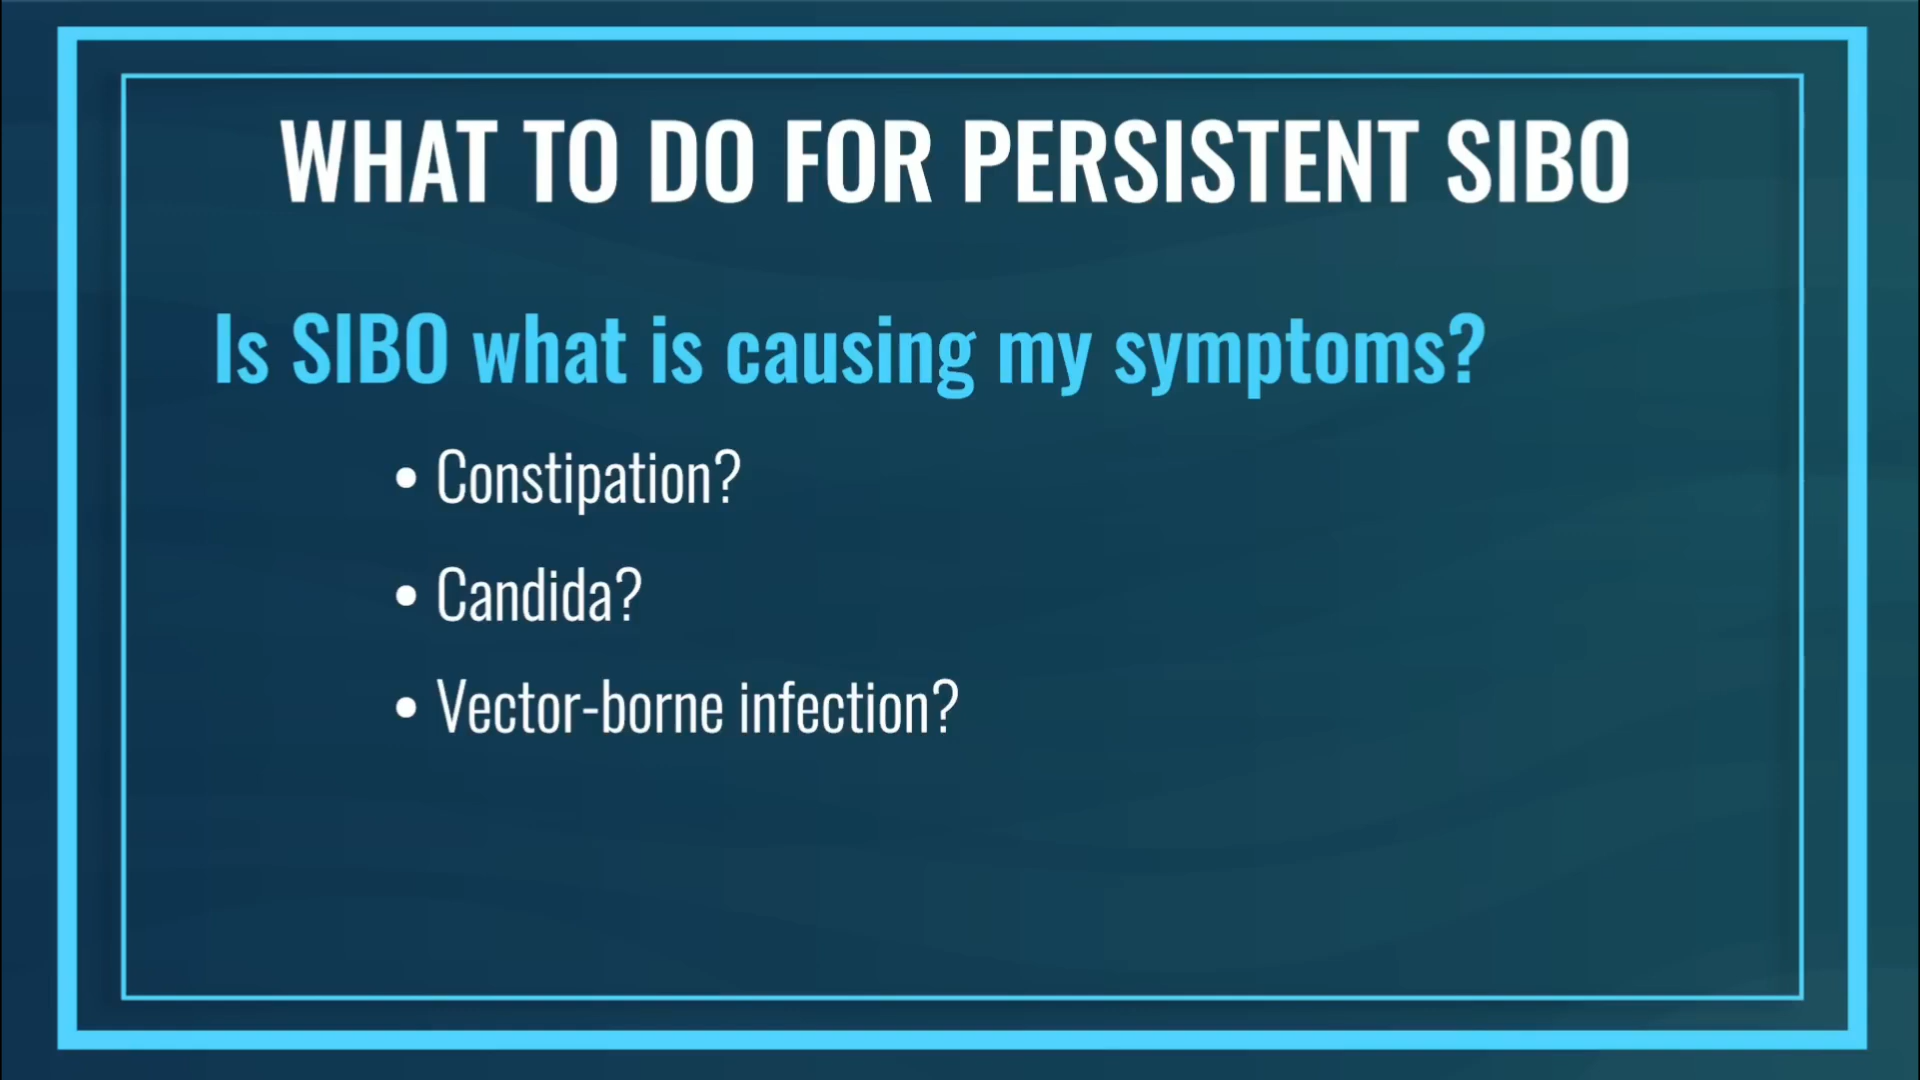 WHAT TO DO FOR PERSISTENT SIBO
Is SIBO what is causing my symptoms?
• Constipation?
• Candida?
• Vector-borne infection?